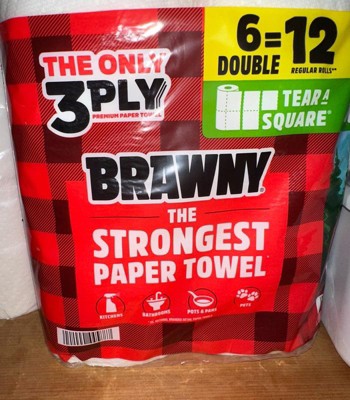 THE ONLY
3PLY
PREMIUM PAPER TOWEL
6=12
DOUBLE REGULAR ROLLS**
TEAR A
SQUARE®
BRAWNY®
THE
STRONGEST
PAPER TOWEL
KITCHENS
BATHROOMS
POTS & PANS
PETS